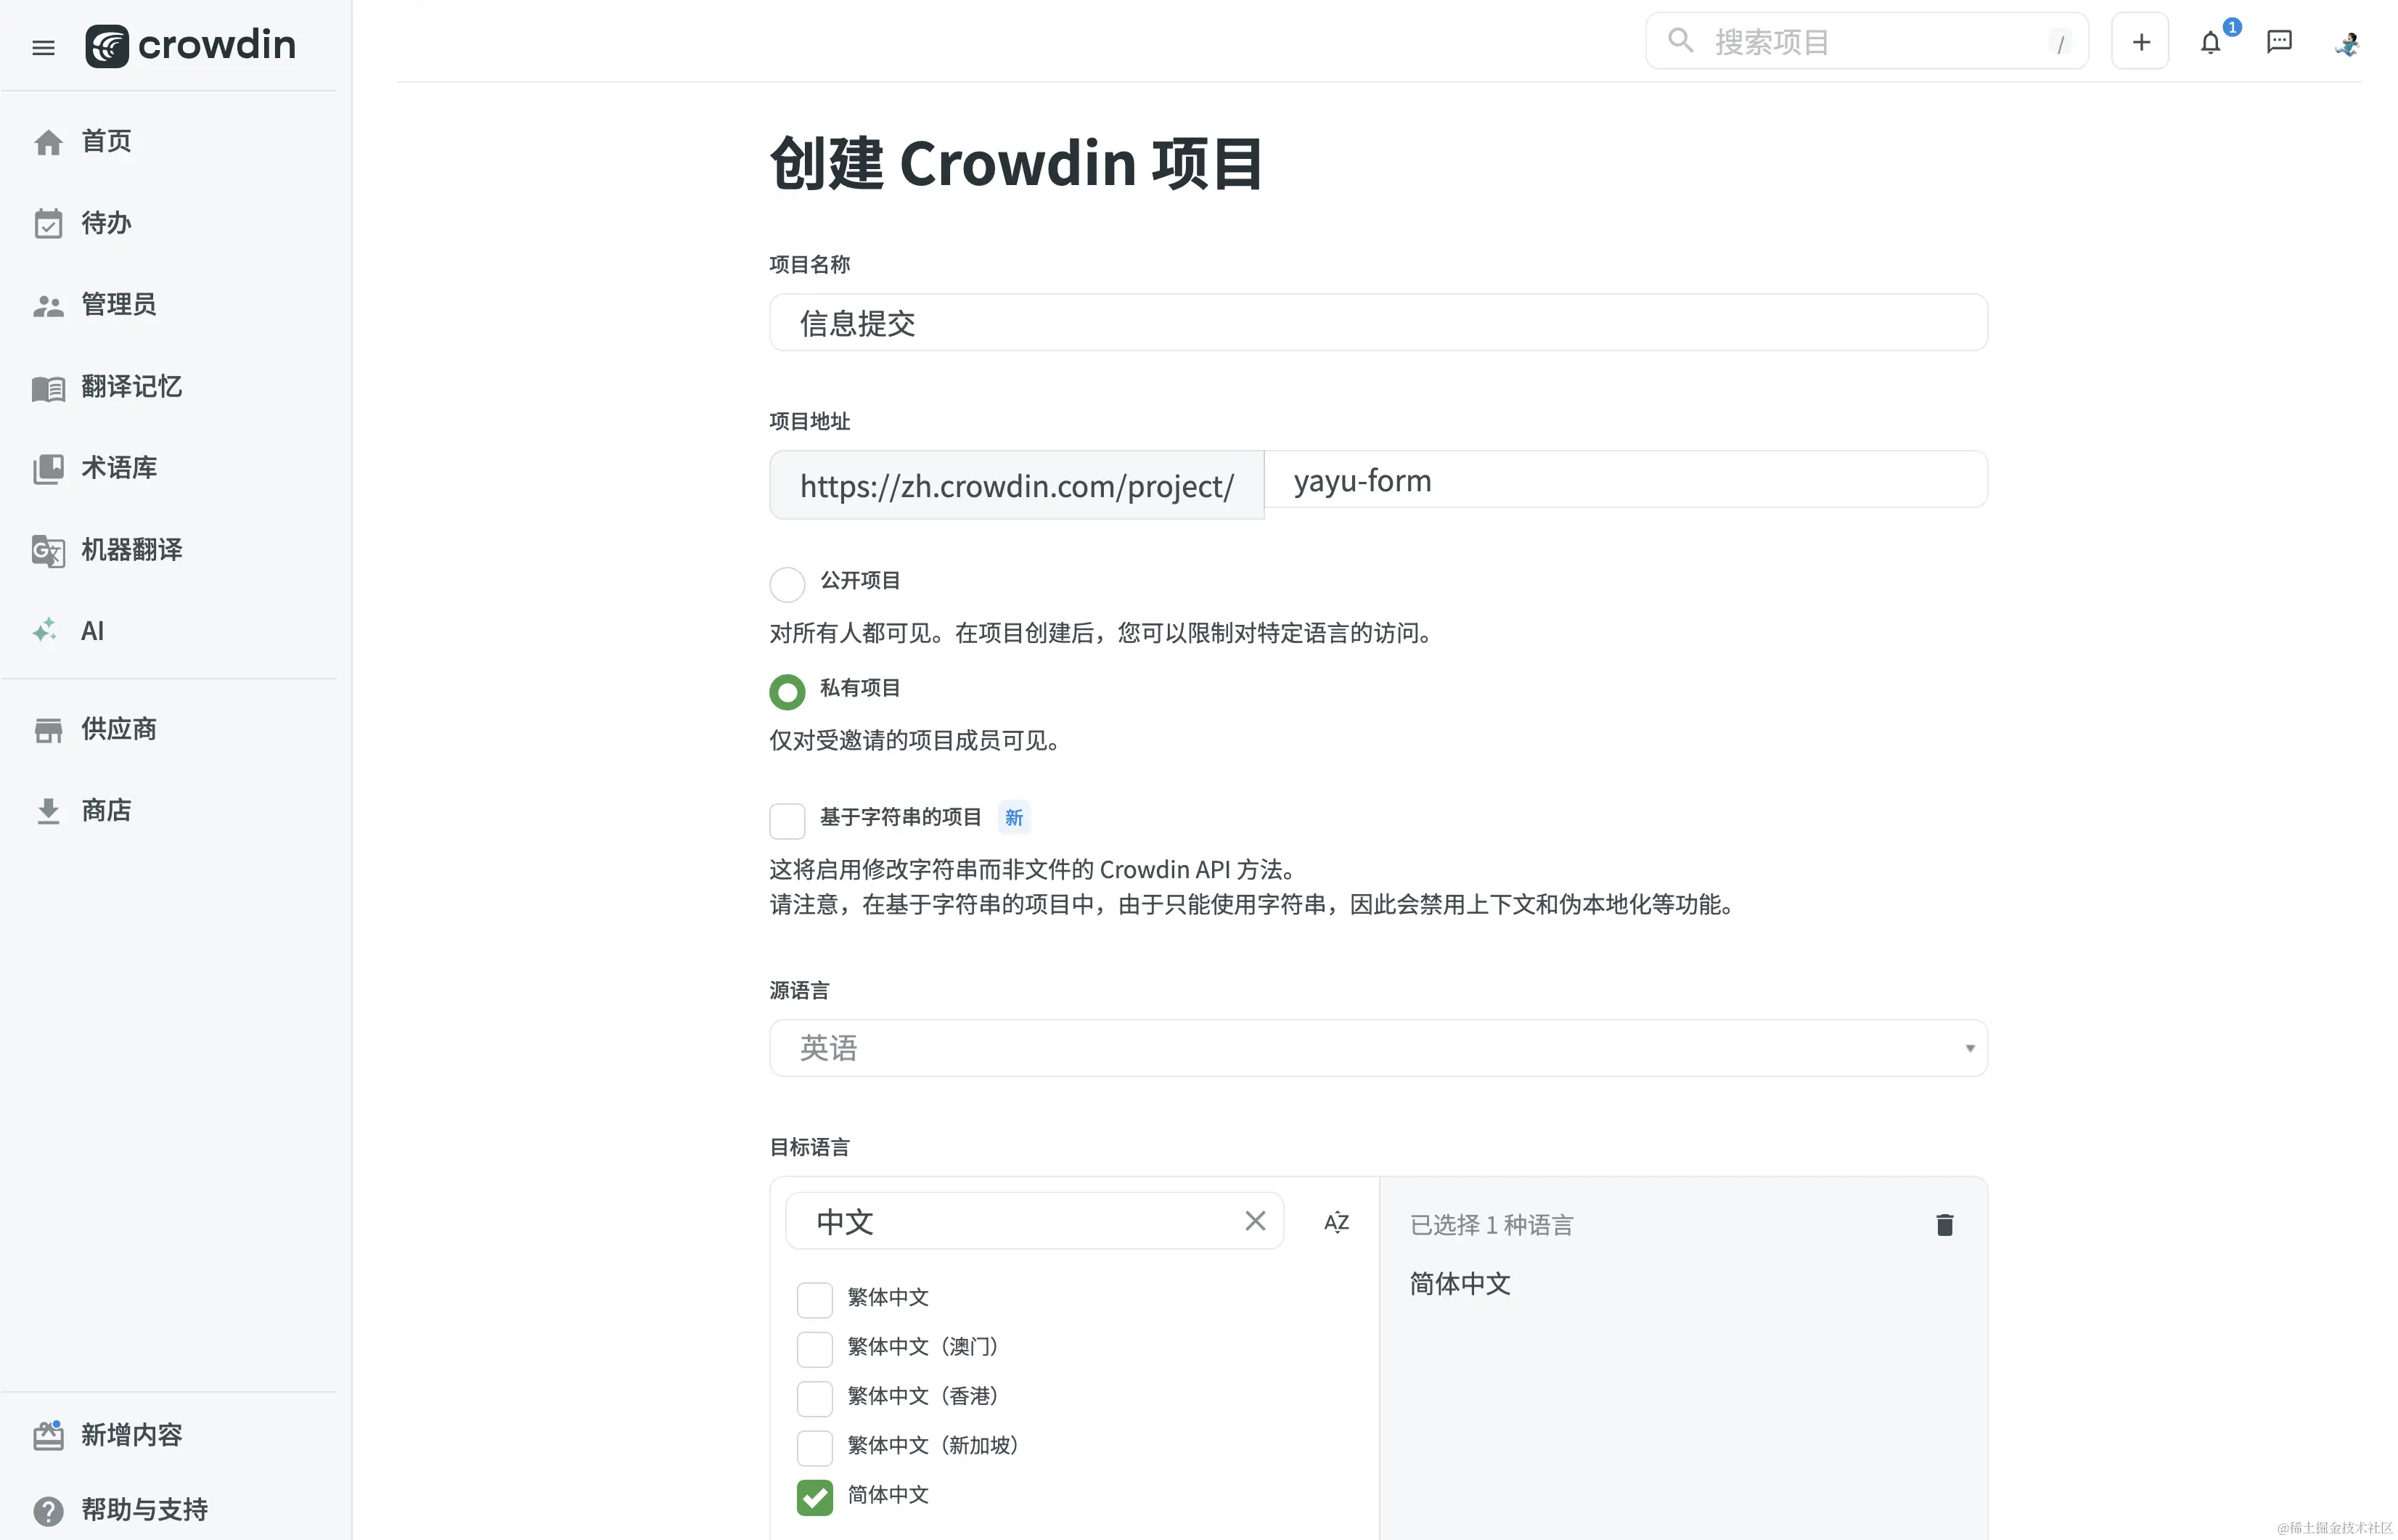 crowdin
搜索项目
/
1
首页
待办
管理员
翻译记忆
术语库
机器翻译
AI
供应商
商店
新增内容
帮助与支持
创建 Crowdin 项目
项目名称
信息提交
项目地址
https://zh.crowdin.com/project/ yayu-form
公开项目
对所有人都可见。在项目创建后，您可以限制对特定语言的访问。
私有项目
仅对受邀请的项目成员可见。
基于字符串的项目 新
这将启用修改字符串而非文件的 Crowdin API 方法。
请注意，在基于字符串的项目中，由于只能使用字符串，因此会禁用上下文和伪本地化等功能。
源语言
英语
目标语言
中文
AZ
繁体中文
繁体中文（澳门）
繁体中文（香港）
繁体中文（新加坡）
简体中文
已选择 1 种语言
简体中文
@稀土掘金技术社区